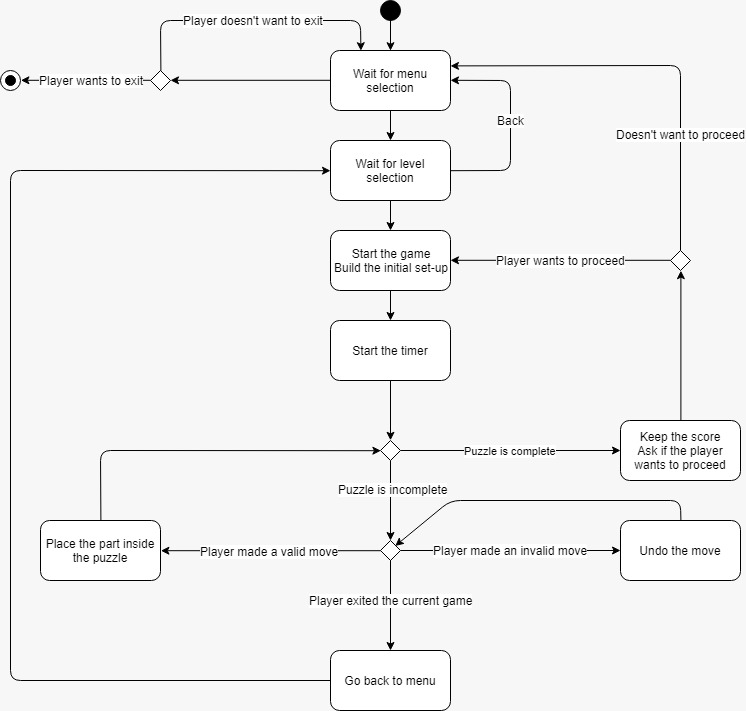 Player doesn't want to exit
Player wants to exit
Wait for menu
selection
Back
Doesn't want to proceed
Wait for level
selection
Start the game
Build the initial set-up
Player wants to proceed
Start the timer
Keep the score
Ask if the player
wants to proceed
Puzzle is complete
Puzzle is incomplete
Place the part inside
the puzzle
Player made a valid move
Player made an invalid move
Undo the move
Player exited the current game
Go back to menu